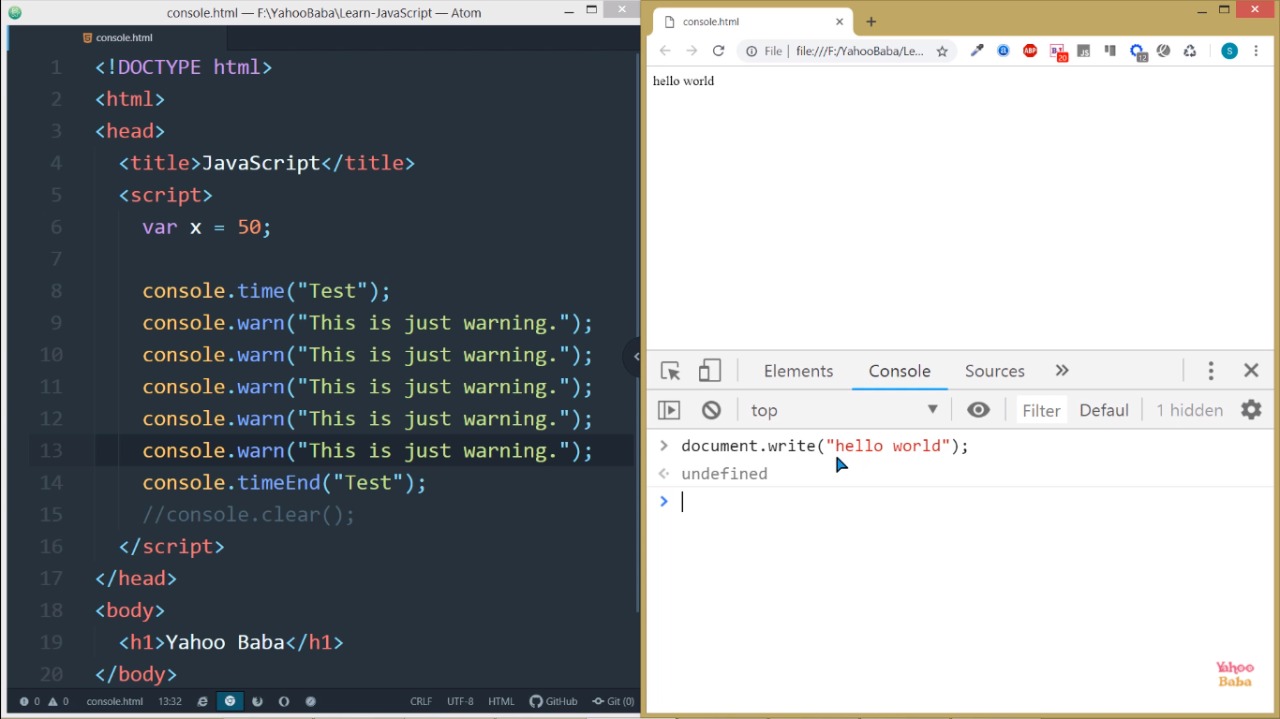 console.html — F:\YahooBaba\Learn-JavaScript — Atom
console.html
1 <!DOCTYPE html>
2 <html>
3 <head>
4 <title>JavaScript</title>
5 <script>
6 var x = 50;
7
8 console.time("Test");
9 console.warn("This is just warning.");
10 console.warn("This is just warning.");
11 console.warn("This is just warning.");
12 console.warn("This is just warning.");
13 console.warn("This is just warning.");
14 console.timeEnd("Test");
15 //console.clear();
16 </script>
17 </head>
18 <body>
19 <h1>Yahoo Baba</h1>
20 </body>
0 0 console.html 13:32 CRLF UTF-8 HTML GitHub Git (0)
console.html
File | file:///F:/YahooBaba/Le... ABP 20 JS 12 S
hello world
Elements Console Sources »
top Filter Defaul 1 hidden
> document.write("hello world");
undefined
>
Yahoo
Baba